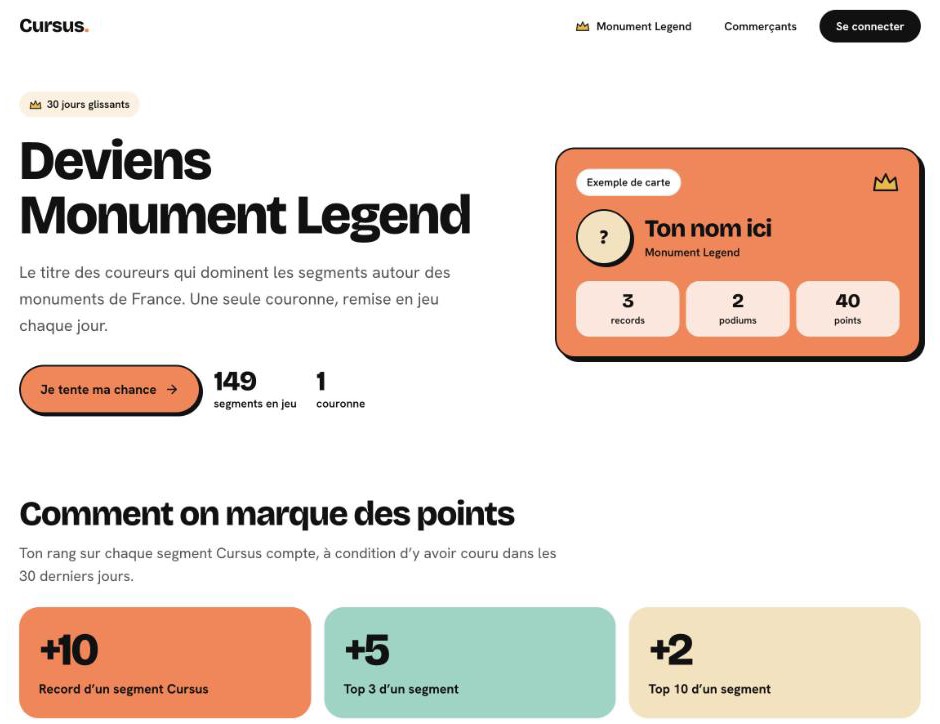 Cursus.
Monument Legend
Commerçants
Se connecter
30 jours glissants
Deviens
Monument Legend
Le titre des coureurs qui dominent les segments autour des
monuments de France. Une seule couronne, remise en jeu
chaque jour.
Je tente ma chance →
149
segments en jeu
1
couronne
Exemple de carte
?
Ton nom ici
Monument Legend
3
records
2
podiums
40
points
Comment on marque des points
Ton rang sur chaque segment Cursus compte, à condition d’y avoir couru dans les
30 derniers jours.
+10
Record d’un segment Cursus
+5
Top 3 d’un segment
+2
Top 10 d’un segment